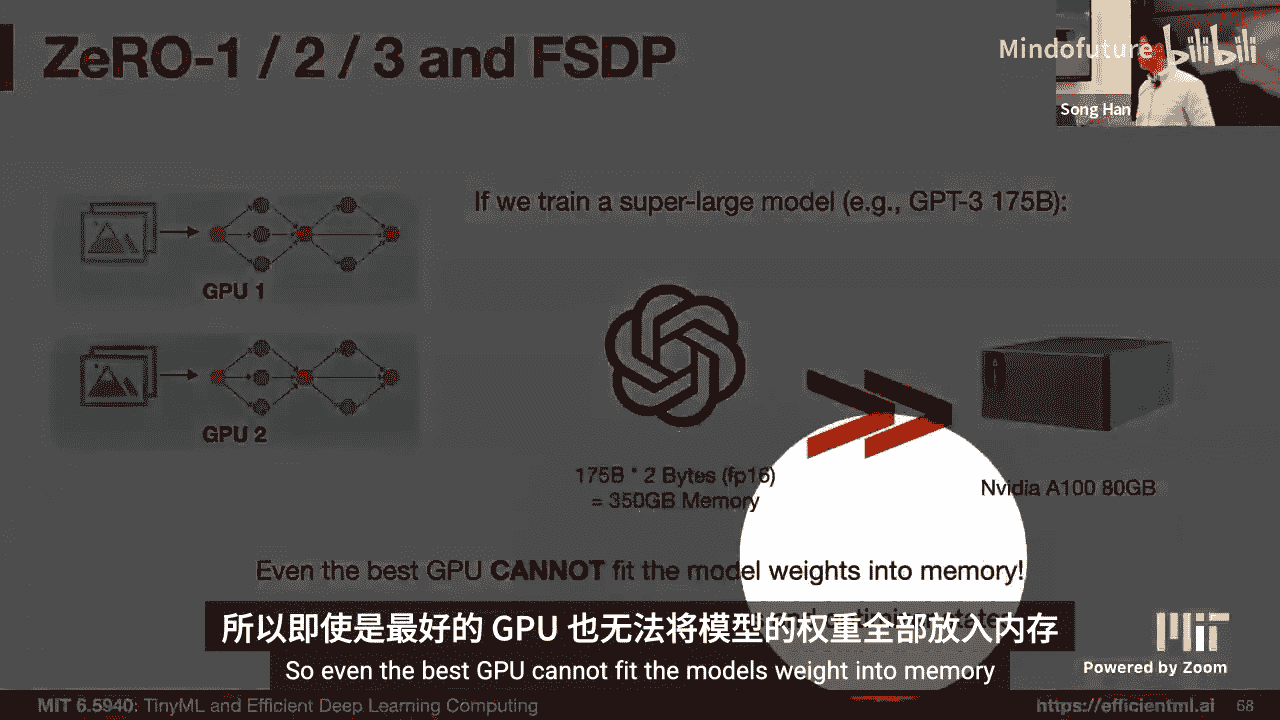 ZeRO-1 / 2 / 3 and FSDP
Mindofuture
bilibili
Song Han
If we train a super-large model (e.g., GPT-3 175B):
GPU 1
GPU 2
175B * 2 Bytes (fp16)
= 350GB Memory
Nvidia A100 80GB
Even the best GPU CANNOT fit the model weights into memory!
所以即使是最好的 GPU 也无法将模型的权重全部放入内存
So even the best GPU cannot fit the models weight into memory
MIT
Powered by Zoom
MIT 6.5940: TinyML and Efficient Deep Learning Computing
https://efficientml.ai
68